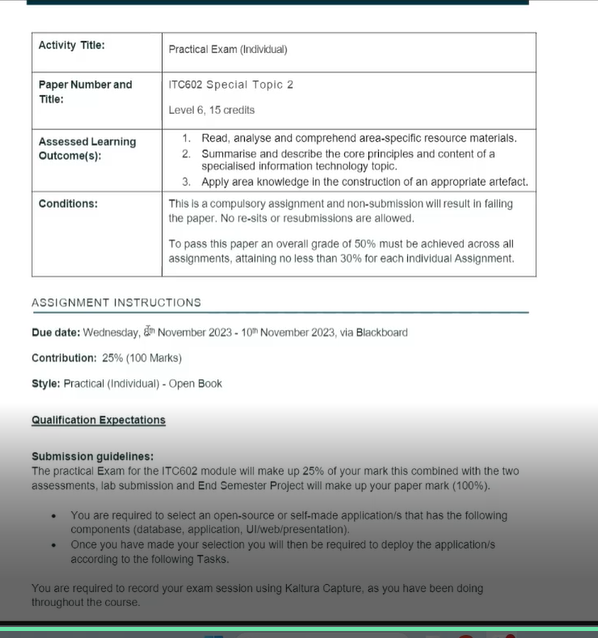 Activity Title:
Practical Exam (Individual)
Paper Number and
Title:
ITC602 Special Topic 2
Level 6, 15 credits
Assessed Learning
Outcome(s):
1. Read, analyse and comprehend area-specific resource materials.
2. Summarise and describe the core principles and content of a
specialised information technology topic.
3. Apply area knowledge in the construction of an appropriate artefact.
Conditions:
This is a compulsory assignment and non-submission will result in failing
the paper. No re-sits or resubmissions are allowed.
To pass this paper an overall grade of 50% must be achieved across all
assignments, attaining no less than 30% for each individual Assignment.
ASSIGNMENT INSTRUCTIONS
Due date: Wednesday, 8th November 2023 - 10th November 2023, via Blackboard
Contribution: 25% (100 Marks)
Style: Practical (Individual) - Open Book
Qualification Expectations
Submission guidelines:
The practical Exam for the ITC602 module will make up 25% of your mark this combined with the two
assessments, lab submission and End Semester Project will make up your paper mark (100%).
• You are required to select an open-source or self-made application/s that has the following
components (database, application, UI/web/presentation).
• Once you have made your selection you will then be required to deploy the application/s
according to the following Tasks.
You are required to record your exam session using Kaltura Capture, as you have been doing
throughout the course.